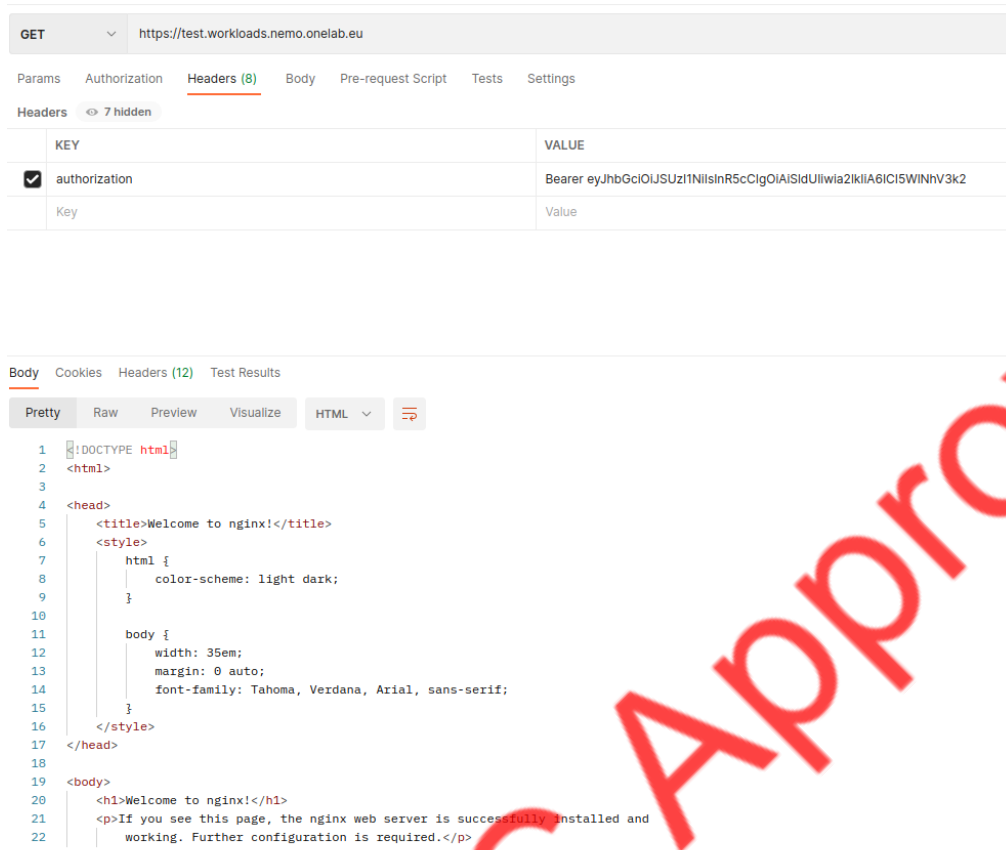 GET https://test.workloads.nemo.onelab.eu
Params Authorization Headers (8) Body Pre-request Script Tests Settings
Headers 7 hidden
KEY VALUE
authorization Bearer eyJhbGciOiJSUzI1NiIsInR5cCIgOiAiSldUIiwia2lkIiA6ICI5WlNhV3k2
Key Value
Body Cookies Headers (12) Test Results
Pretty Raw Preview Visualize HTML
1 <!DOCTYPE html>
2 <html>
3
4 <head>
5 <title>Welcome to nginx!</title>
6 <style>
7 html {
8 color-scheme: light dark;
9 }
10
11 body {
12 width: 35em;
13 margin: 0 auto;
14 font-family: Tahoma, Verdana, Arial, sans-serif;
15 }
16 </style>
17 </head>
18
19 <body>
20 <h1>Welcome to nginx!</h1>
21 <p>If you see this page, the nginx web server is successfully installed and
22 working. Further configuration is required.</p>